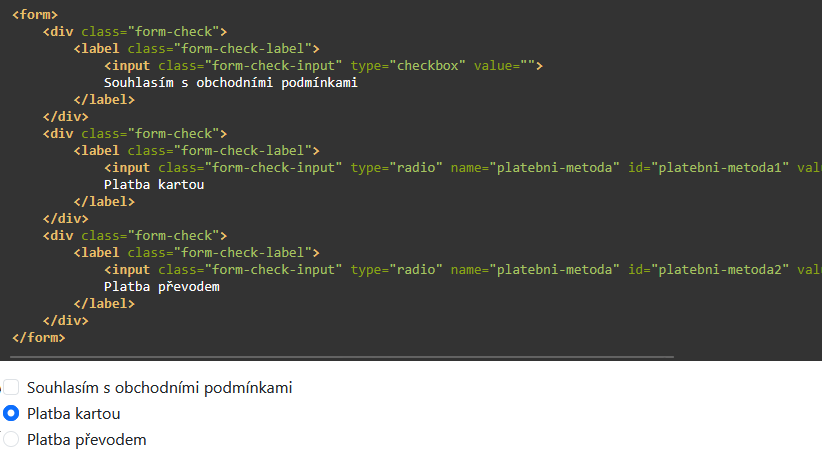 <form>
    <div class="form-check">
        <label class="form-check-label">
            <input class="form-check-input" type="checkbox" value="">
            Souhlasím s obchodními podmínkami
        </label>
    </div>
    <div class="form-check">
        <label class="form-check-label">
            <input class="form-check-input" type="radio" name="platebni-metoda" id="platebni-metoda1"
            Platba kartou
        </label>
    </div>
    <div class="form-check">
        <label class="form-check-label">
            <input class="form-check-input" type="radio" name="platebni-metoda" id="platebni-metoda2"
            Platba převodem
        </label>
    </div>
</form>
Souhlasím s obchodními podmínkami
Platba kartou
Platba převodem